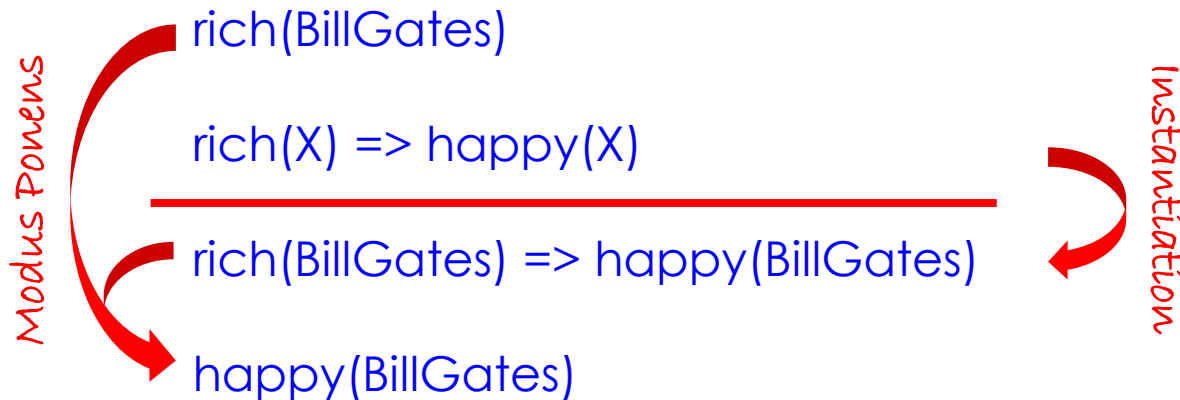 Modus Ponens
rich(BillGates)
rich(X) => happy(X)
rich(BillGates) => happy(BillGates)
happy(BillGates)
Instantiation